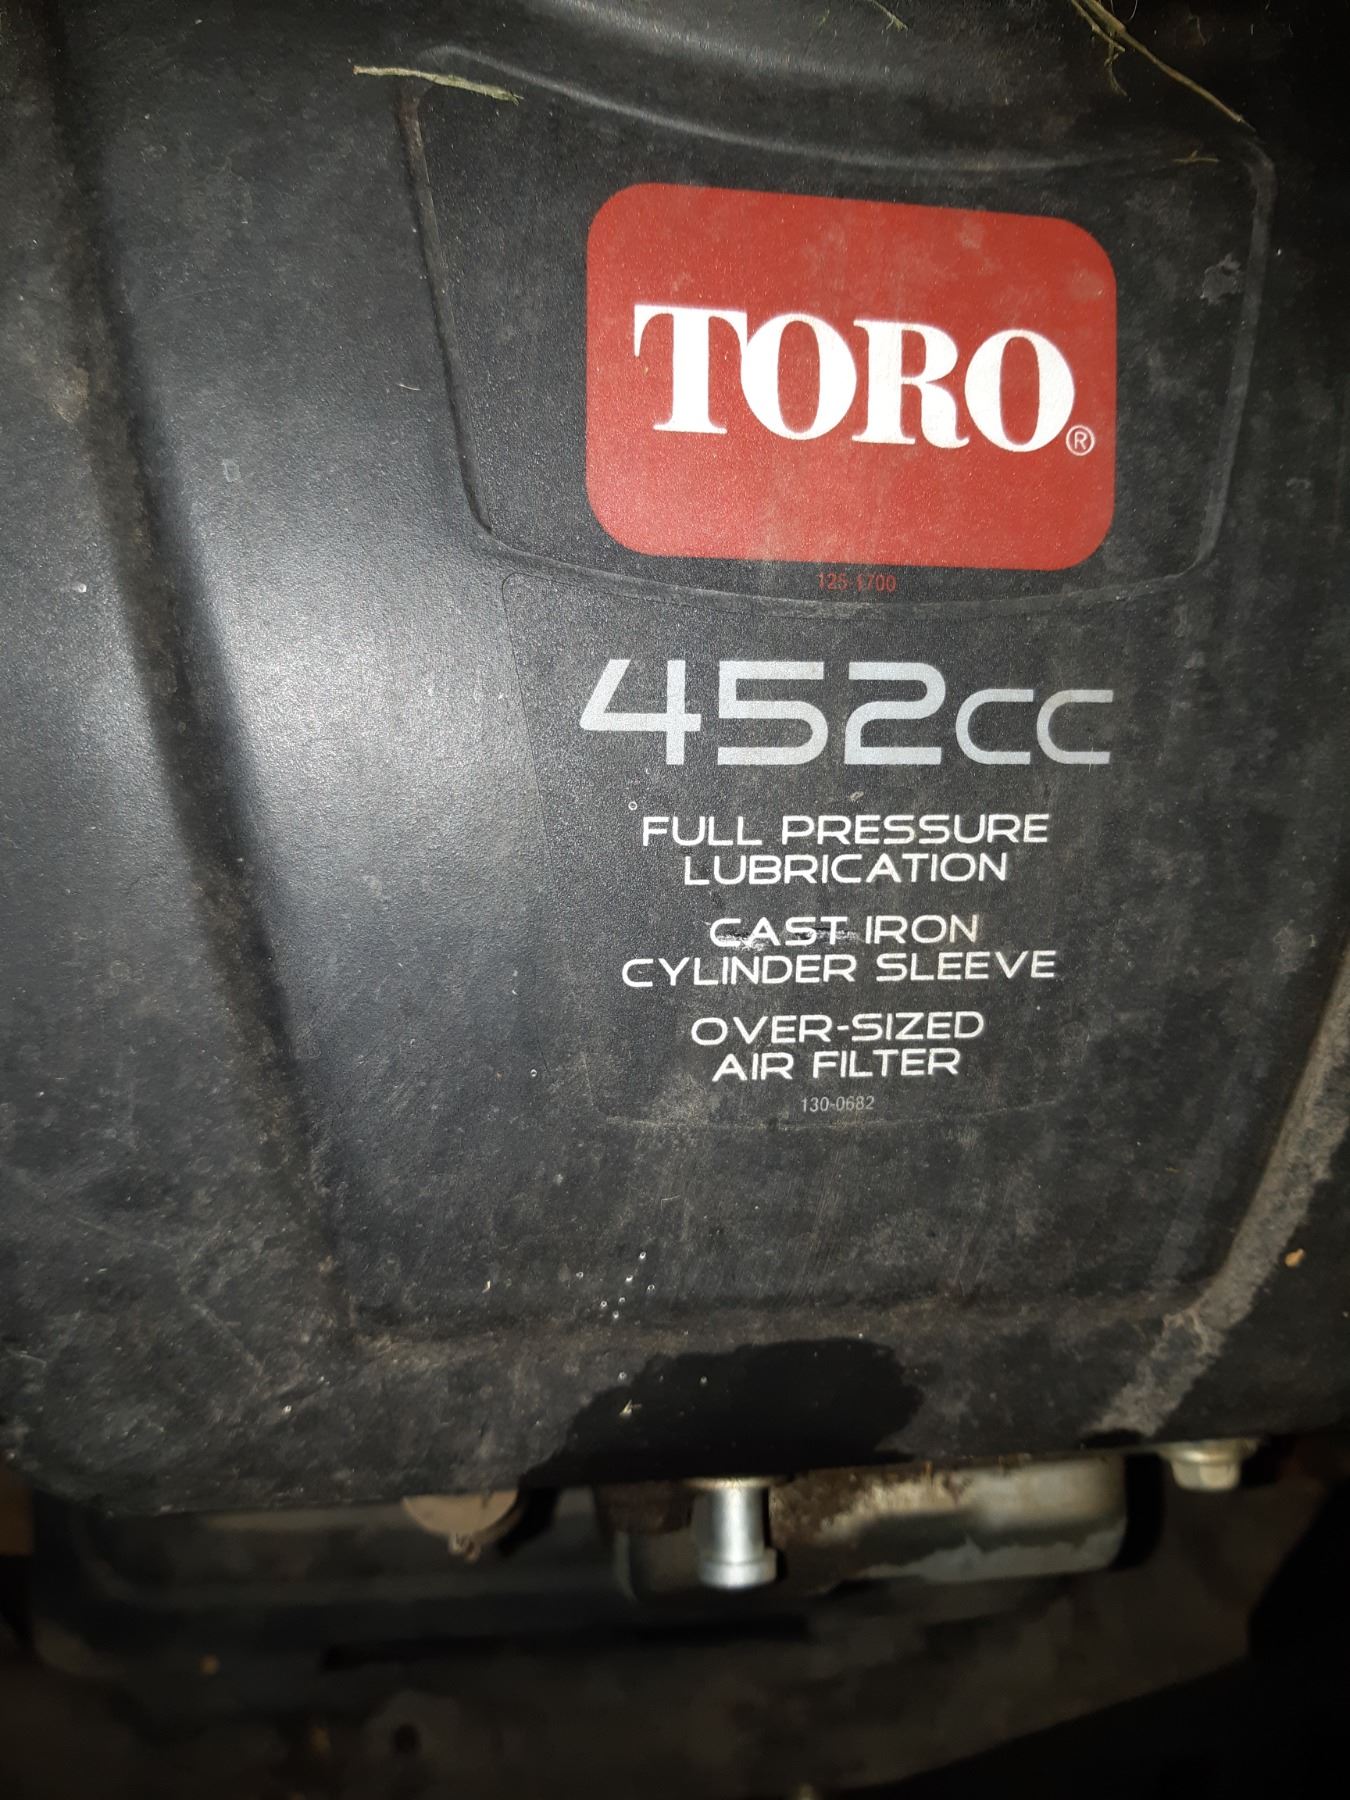 TORO®
125-1700
452cc
FULL PRESSURE
LUBRICATION
CAST IRON
CYLINDER SLEEVE
OVER-SIZED
AIR FILTER
130-0682